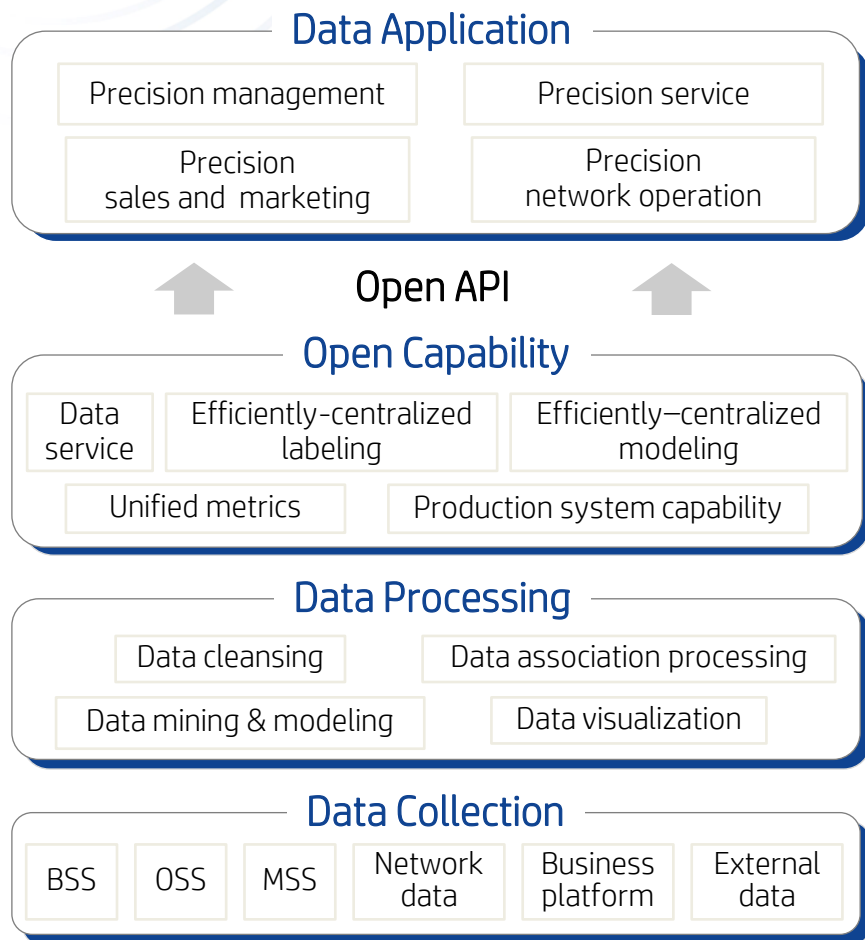 Data Application
Precision management
Precision service
Precision
sales and marketing
Precision
network operation
Open API
Open Capability
Data
service
Efficiently-centralized
labeling
Efficiently–centralized
modeling
Unified metrics
Production system capability
Data Processing
Data cleansing
Data association processing
Data mining & modeling
Data visualization
Data Collection
BSS
OSS
MSS
Network
data
Business
platform
External
data